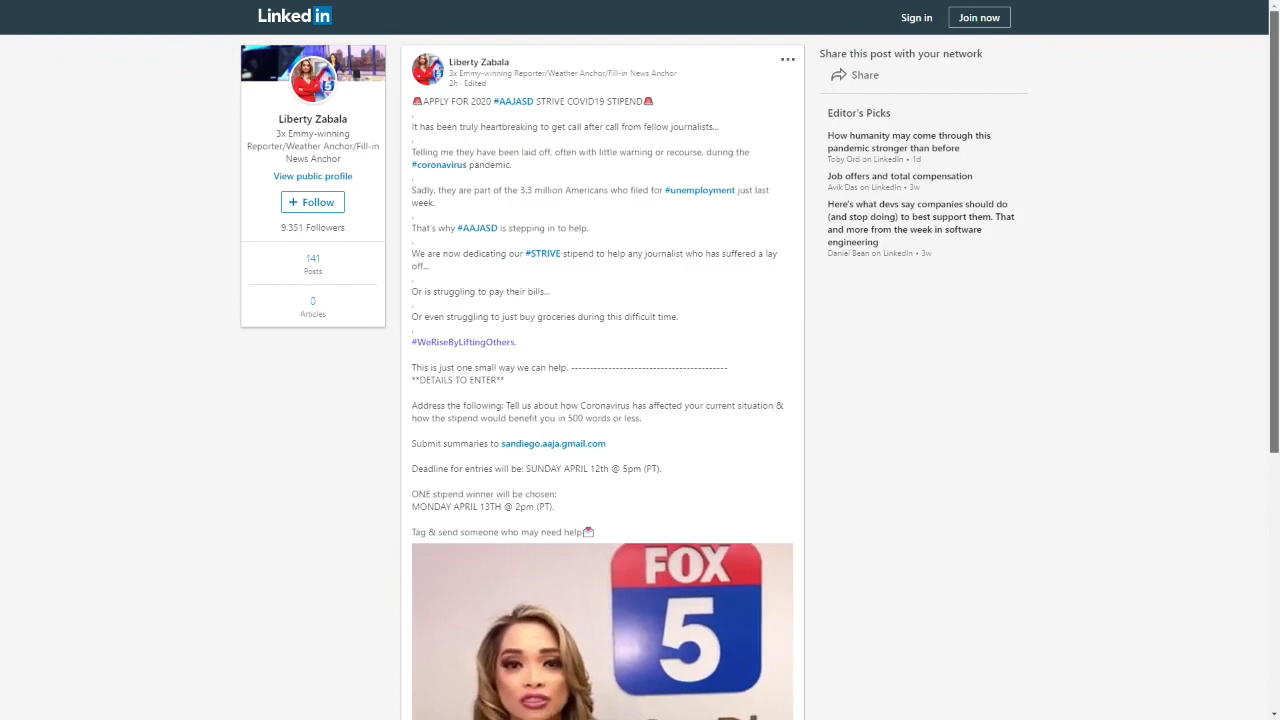 Linked in
Sign in
Join now
Liberty Zabala
3x Emmy-winning
Reporter/Weather Anchor/Fill-in
News Anchor
View public profile
+ Follow
9.351 Followers
141
Posts
0
Articles
Liberty Zabala
3x Emmy-winning Reporter/Weather Anchor/Fill-in News Anchor
2h · Edited
🚨APPLY FOR 2020 #AAJASD STRIVE COVID19 STIPEND🚨
.
It has been truly heartbreaking to get call after call from fellow journalists...
.
Telling me they have been laid off, often with little warning or recourse, during the
#coronavirus pandemic.
.
Sadly, they are part of the 3.3 million Americans who filed for #unemployment just last
week.
.
That's why #AAJASD is stepping in to help.
.
We are now dedicating our #STRIVE stipend to help any journalist who has suffered a lay
off...
.
Or is struggling to pay their bills...
.
Or even struggling to just buy groceries during this difficult time.
.
#WeRiseByLiftingOthers.
This is just one small way we can help. ------------------------------------------
**DETAILS TO ENTER**
Address the following: Tell us about how Coronavirus has affected your current situation &
how the stipend would benefit you in 500 words or less.
Submit summaries to sandiego.aaja.gmail.com
Deadline for entries will be: SUNDAY APRIL 12th @ 5pm (PT).
ONE stipend winner will be chosen:
MONDAY APRIL 13TH @ 2pm (PT).
Tag & send someone who may need help📩
FOX
5
Share this post with your network
Share
Editor's Picks
How humanity may come through this
pandemic stronger than before
Toby Ord on LinkedIn • 1d
Job offers and total compensation
Avik Das on LinkedIn • 3w
Here's what devs say companies should do
(and stop doing) to best support them. That
and more from the week in software
engineering
Daniel Bean on LinkedIn • 3w